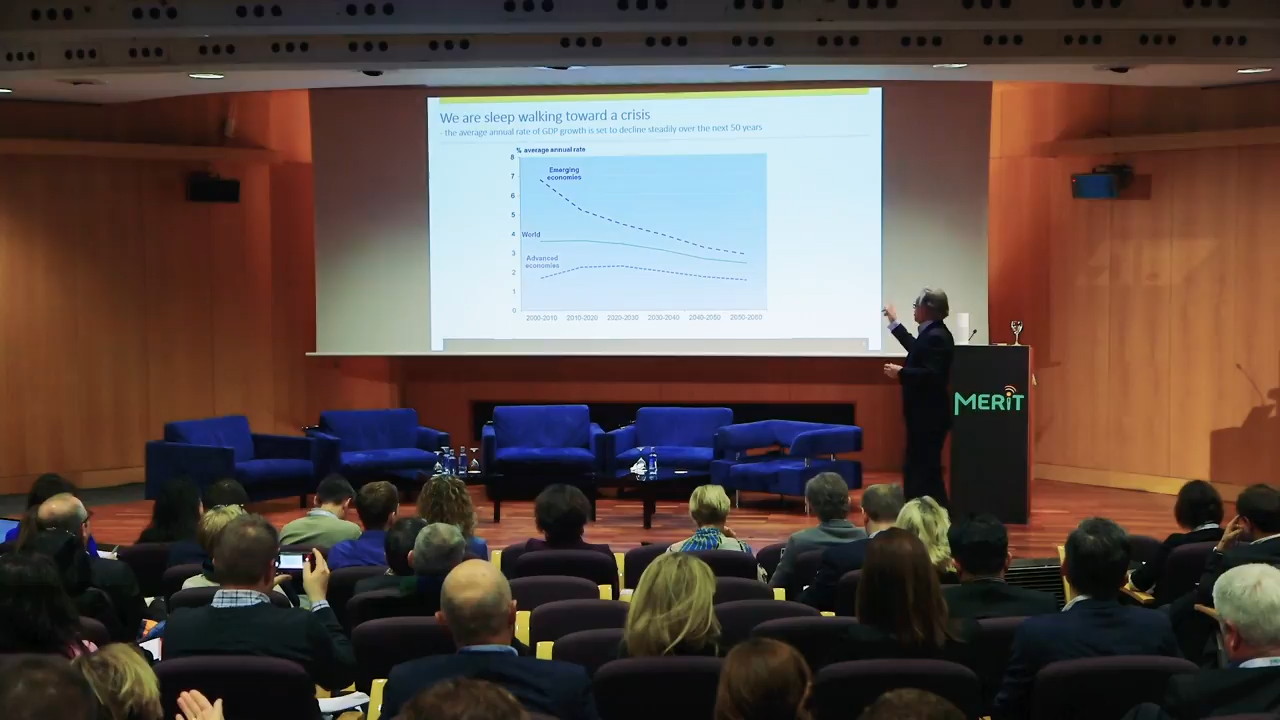 We are sleep walking toward a crisis
- the average annual rate of GDP growth is set to decline steadily over the next 50 years
% average annual rate
8
7
6
5
4
3
2
1
0
Emerging
economies
World
Advanced
economies
2000-2010 2010-2020 2020-2030 2030-2040 2040-2050 2050-2060
MERIT